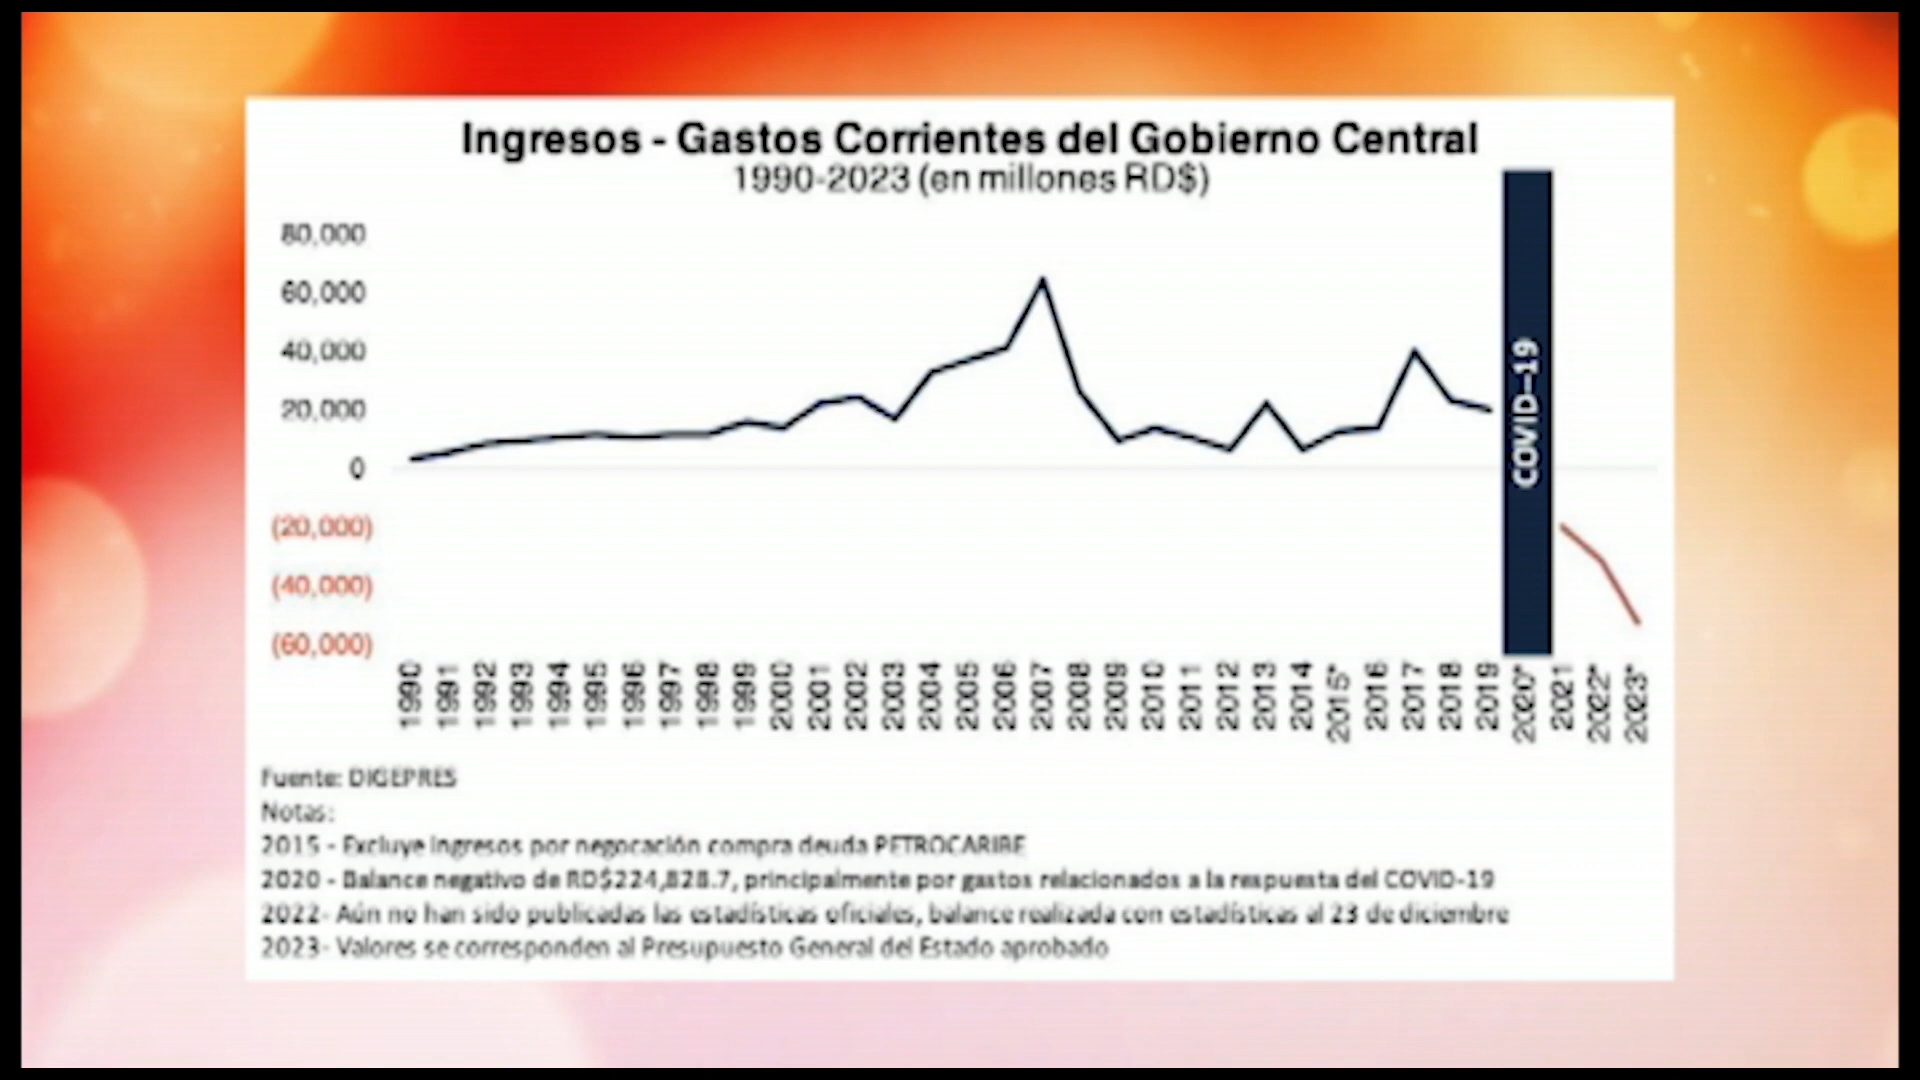 Ingresos - Gastos Corrientes del Gobierno Central
1990-2023 (en millones RD$)
80,000
60,000
40,000
20,000
0
(20,000)
(40,000)
(60,000)
COVID-19
1990 1991 1992 1993 1994 1995 1996 1997 1998 1999 2000 2001 2002 2003 2004 2005 2006 2007 2008 2009 2010 2011 2012 2013 2014 2015* 2016 2017 2018 2019 2020* 2021 2022* 2023*
Fuente: DIGEPRES
Notas:
2015 - Excluye ingresos por negocación compra deuda PETROCARIBE
2020 - Balance negativo de RD$224,828.7, principalmente por gastos relacionados a la respuesta del COVID-19
2022- Aún no han sido publicadas las estadísticas oficiales, balance realizada con estadísticas al 23 de diciembre
2023- Valores se corresponden al Presupuesto General del Estado aprobado